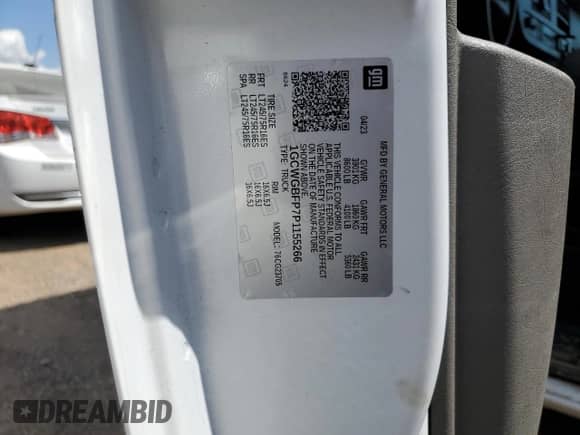 gm
MFD BY GENERAL MOTORS LLC
04/23
GVWR GAWR FRT GAWR RR
3901 KG 1860 KG 2431 KG
8600 LB 4100 LB 5360 LB
THIS VEHICLE CONFORMS TO ALL
APPLICABLE U.S. FEDERAL MOTOR
VEHICLE SAFETY STANDARDS IN EFFECT
ON THE DATE OF MANUFACTURE
SHOWN ABOVE.
1GCWGBFP7P1155266
TYPE: TRUCK
TIRE SIZE RIM
FRT LT245/75R16ES 16X6.5J
RR LT245/75R16ES 16X6.5J
SPA LT245/75R16ES 16X6.5J
DREAMBID